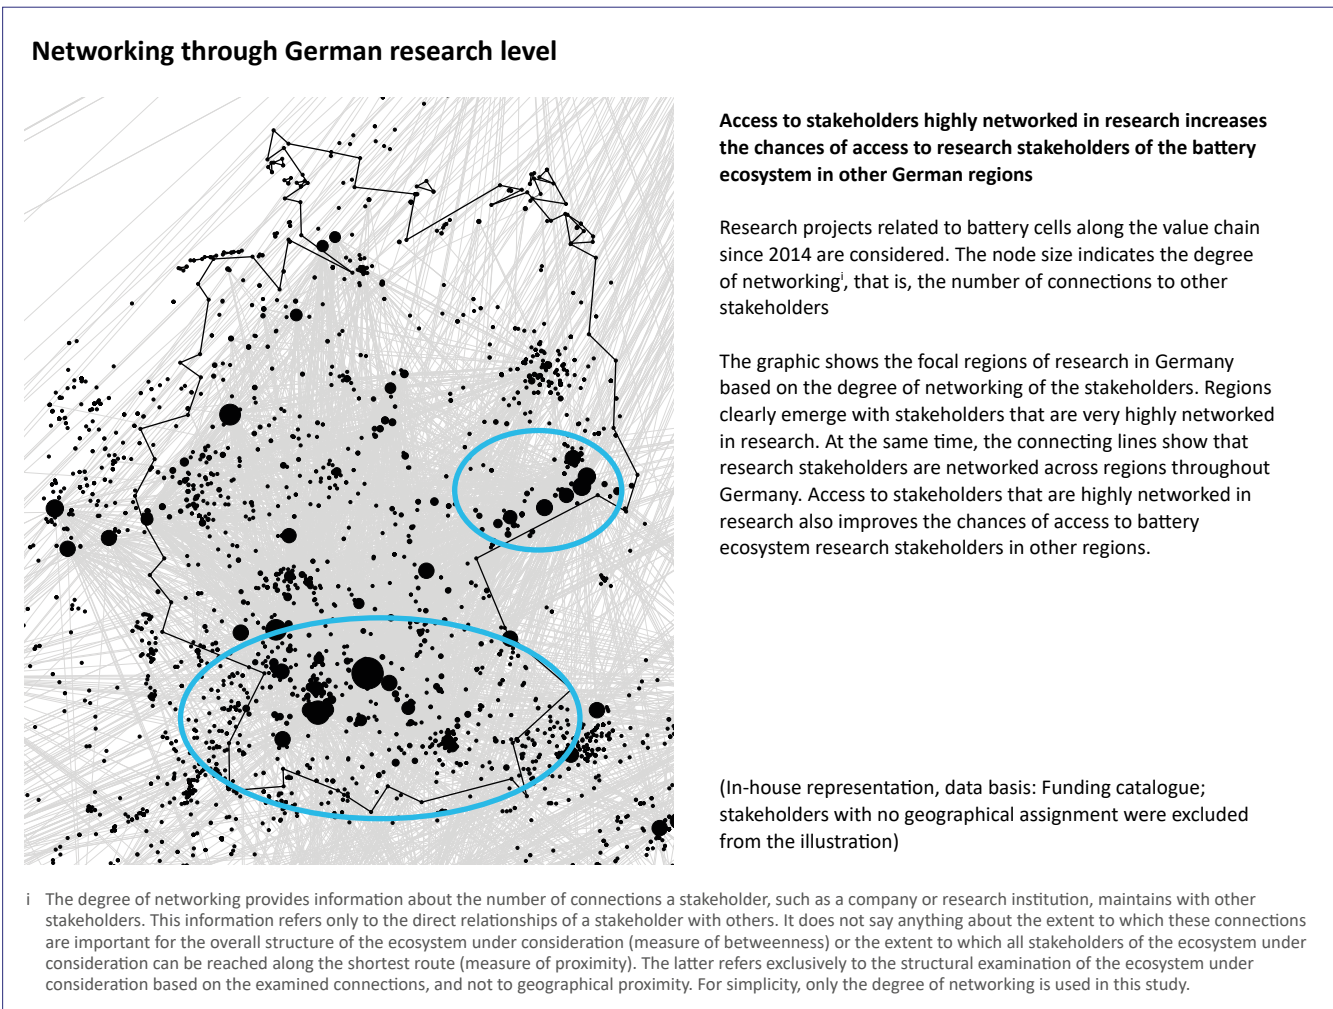 Networking through German research level
Access to stakeholders highly networked in research increases
the chances of access to research stakeholders of the battery
ecosystem in other German regions
Research projects related to battery cells along the value chain
since 2014 are considered. The node size indicates the degree
of networkingⁱ, that is, the number of connections to other
stakeholders
The graphic shows the focal regions of research in Germany
based on the degree of networking of the stakeholders. Regions
clearly emerge with stakeholders that are very highly networked
in research. At the same time, the connecting lines show that
research stakeholders are networked across regions throughout
Germany. Access to stakeholders that are highly networked in
research also improves the chances of access to battery
ecosystem research stakeholders in other regions.
(In-house representation, data basis: Funding catalogue;
stakeholders with no geographical assignment were excluded
from the illustration)
i The degree of networking provides information about the number of connections a stakeholder, such as a company or research institution, maintains with other
stakeholders. This information refers only to the direct relationships of a stakeholder with others. It does not say anything about the extent to which these connections
are important for the overall structure of the ecosystem under consideration (measure of betweenness) or the extent to which all stakeholders of the ecosystem under
consideration can be reached along the shortest route (measure of proximity). The latter refers exclusively to the structural examination of the ecosystem under
consideration based on the examined connections, and not to geographical proximity. For simplicity, only the degree of networking is used in this study.